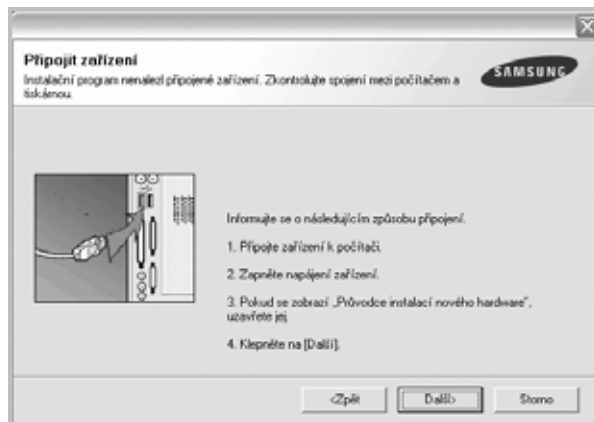 Připojit zařízení
Instalační program nenalezl připojené zařízení. Zkontrolujte spojení mezi počítačem a
tiskárnou.
SAMSUNG
Informujte se o následujícím způsobu připojení.
1. Připojte zařízení k počítači.
2. Zapněte napájení zařízení.
3. Pokud se zobrazí „Průvodce instalací nového hardware“,
uzavřete jej.
4. Klepněte na [Další].
<Zpět
Další>
Storno